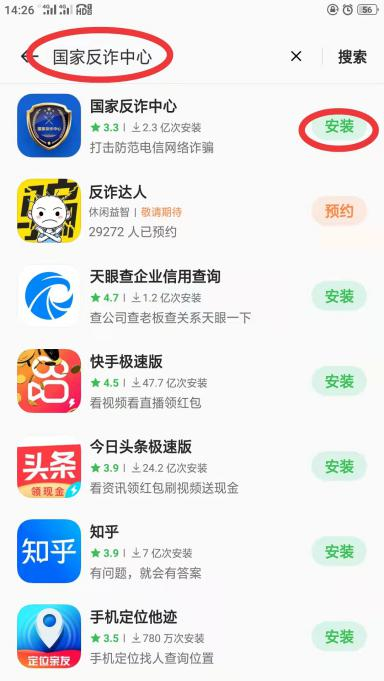 14:26 4G 4G HDB 56
国家反诈中心 × 搜索
国家反诈中心
国家反诈中心
3.3 2.3 亿次安装
安装
打击防范电信网络诈骗
骗
反诈达人
休闲益智 敬请期待
预约
29272 人已预约
天眼查企业信用查询
4.7 1.2 亿次安装
安装
查公司查老板查关系天眼一下
快手极速版
4.5 47.7 亿次安装
安装
看视频看直播领红包
头条
领现金
今日头条极速版
3.9 24.2 亿次安装
安装
看资讯领红包刷视频送现金
知乎
知乎
3.9 7 亿次安装
安装
有问题，就会有答案
定位亲友
手机定位他迹
3.5 780 万次安装
安装
手机定位找人查询位置